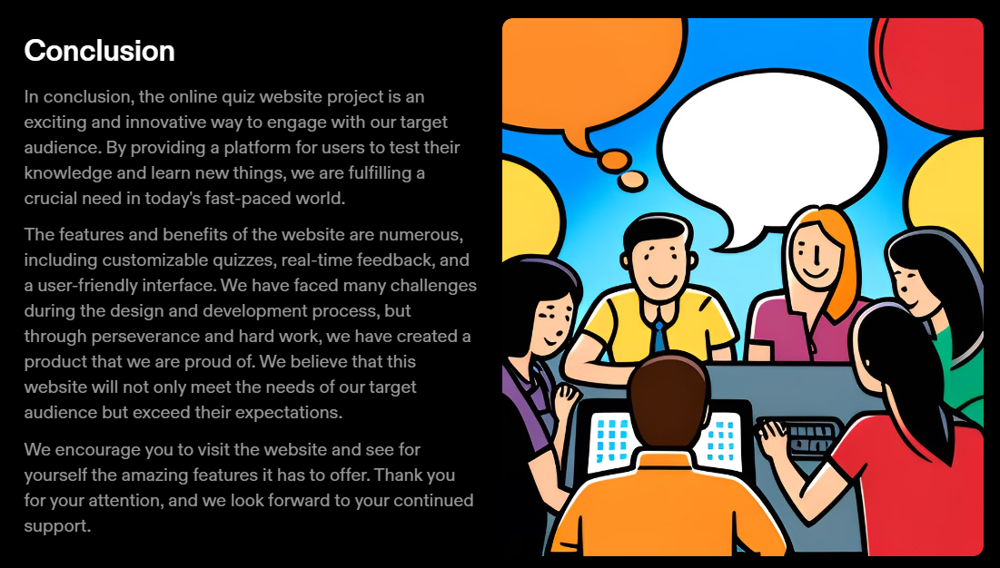 Conclusion
In conclusion, the online quiz website project is an
exciting and innovative way to engage with our target
audience. By providing a platform for users to test their
knowledge and learn new things, we are fulfilling a
crucial need in today's fast-paced world.
The features and benefits of the website are numerous,
including customizable quizzes, real-time feedback, and
a user-friendly interface. We have faced many challenges
during the design and development process, but
through perseverance and hard work, we have created a
product that we are proud of. We believe that this
website will not only meet the needs of our target
audience but exceed their expectations.
We encourage you to visit the website and see for
yourself the amazing features it has to offer. Thank you
for your attention, and we look forward to your continued
support.